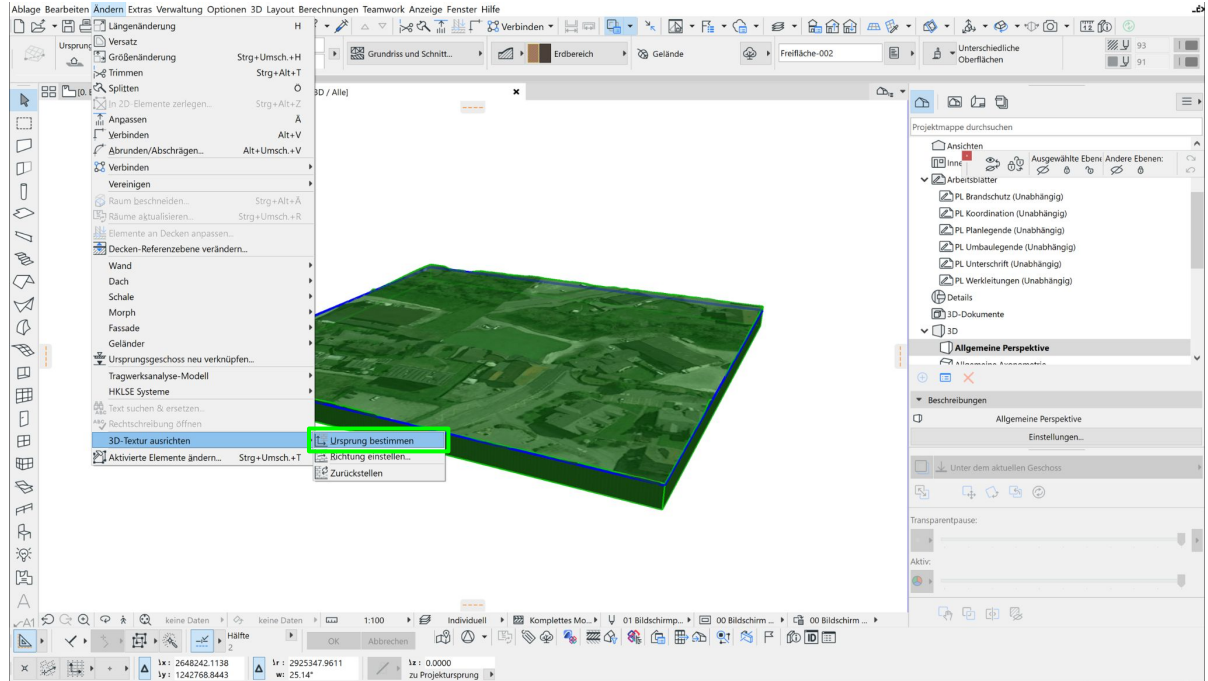 Ablage Bearbeiten Ändern Extras Verwaltung Optionen 3D Layout Berechnungen Teamwork Anzeige Fenster Hilfe
Längenänderung H
Versatz
Größenänderung Strg+Umsch.+H
Trimmen Strg+Alt+T
Splitten O
In 2D-Elemente zerlegen... Strg+Alt+Z
Anpassen Ä
Verbinden Alt+V
Abrunden/Abschrägen... Alt+Umsch.+V
Verbinden
Vereinigen
Raum beschneiden... Strg+Alt+Ä
Räume aktualisieren... Strg+Umsch.+R
Elemente an Decken anpassen...
Decken-Referenzebene verändern...
Wand
Dach
Schale
Morph
Fassade
Geländer
Ursprungsgeschoss neu verknüpfen...
Tragwerksanalyse-Modell
HKLSE Systeme
Text suchen & ersetzen...
Rechtschreibung öffnen
3D-Textur ausrichten
Aktivierte Elemente ändern... Strg+Umsch.+T
Ursprung bestimmen
Richtung einstellen...
Zurückstellen
Verbinden
Grundriss und Schnitt...
Erdbereich
Gelände
Freifläche-002
Unterschiedliche
Oberflächen
93
91
3D / Alle]
Projektmappe durchsuchen
Ansichten
Ausgewählte Ebene Andere Ebenen:
Arbeitsblätter
PL Brandschutz (Unabhängig)
PL Koordination (Unabhängig)
PL Planlegende (Unabhängig)
PL Umbaulegende (Unabhängig)
PL Unterschrift (Unabhängig)
PL Werkleitungen (Unabhängig)
Details
3D-Dokumente
3D
Allgemeine Perspektive
Allgemeine Axonometrie
Beschreibungen
Allgemeine Perspektive
Einstellungen...
Unter dem aktuellen Geschoss
Transparentpause:
Aktiv:
keine Daten
keine Daten
1:100
Individuell
Komplettes Mo...
01 Bildschirmp...
00 Bildschirm ...
00 Bildschirm ...
Hälfte
2
OK
Abbrechen
x: 2648242.1138
y: 1242768.8443
r: 2925347.9611
w: 25.14°
z: 0.0000
zu Projektursprung